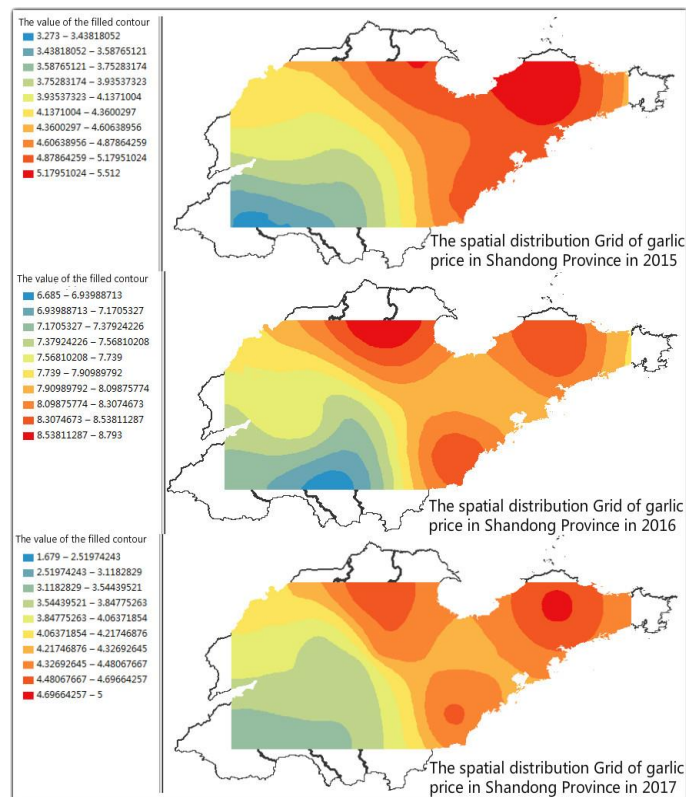 The value of the filled contour
3.273 – 3.43818052
3.43818052 – 3.58765121
3.58765121 – 3.75283174
3.75283174 – 3.93537323
3.93537323 – 4.1371004
4.1371004 – 4.3600297
4.3600297 – 4.60638956
4.60638956 – 4.87864259
4.87864259 – 5.17951024
5.17951024 – 5.512
The spatial distribution Grid of garlic
price in Shandong Province in 2015
The value of the filled contour
6.685 – 6.93988713
6.93988713 – 7.1705327
7.1705327 – 7.37924226
7.37924226 – 7.56810208
7.56810208 – 7.739
7.739 – 7.90989792
7.90989792 – 8.09875774
8.09875774 – 8.3074673
8.3074673 – 8.53811287
8.53811287 – 8.793
The spatial distribution Grid of garlic
price in Shandong Province in 2016
The value of the filled contour
1.679 – 2.51974243
2.51974243 – 3.1182829
3.1182829 – 3.54439521
3.54439521 – 3.84775263
3.84775263 – 4.06371854
4.06371854 – 4.21746876
4.21746876 – 4.32692645
4.32692645 – 4.48067667
4.48067667 – 4.69664257
4.69664257 – 5
The spatial distribution Grid of garlic
price in Shandong Province in 2017